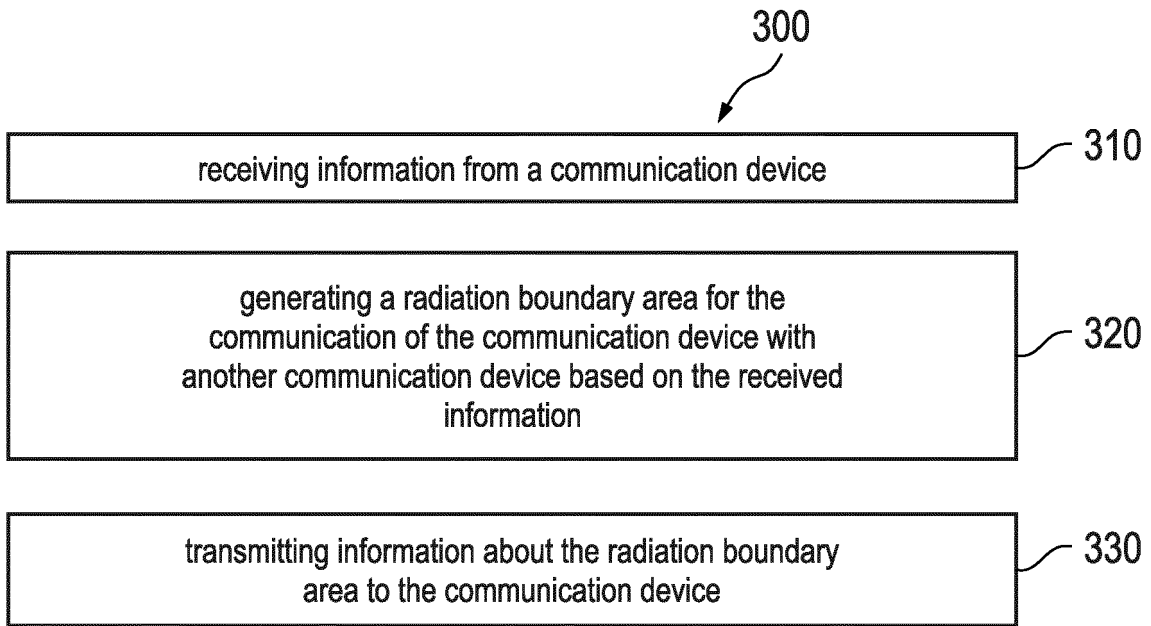 300
receiving information from a communication device
310
generating a radiation boundary area for the
communication of the communication device with
another communication device based on the received
information
320
transmitting information about the radiation boundary
area to the communication device
330